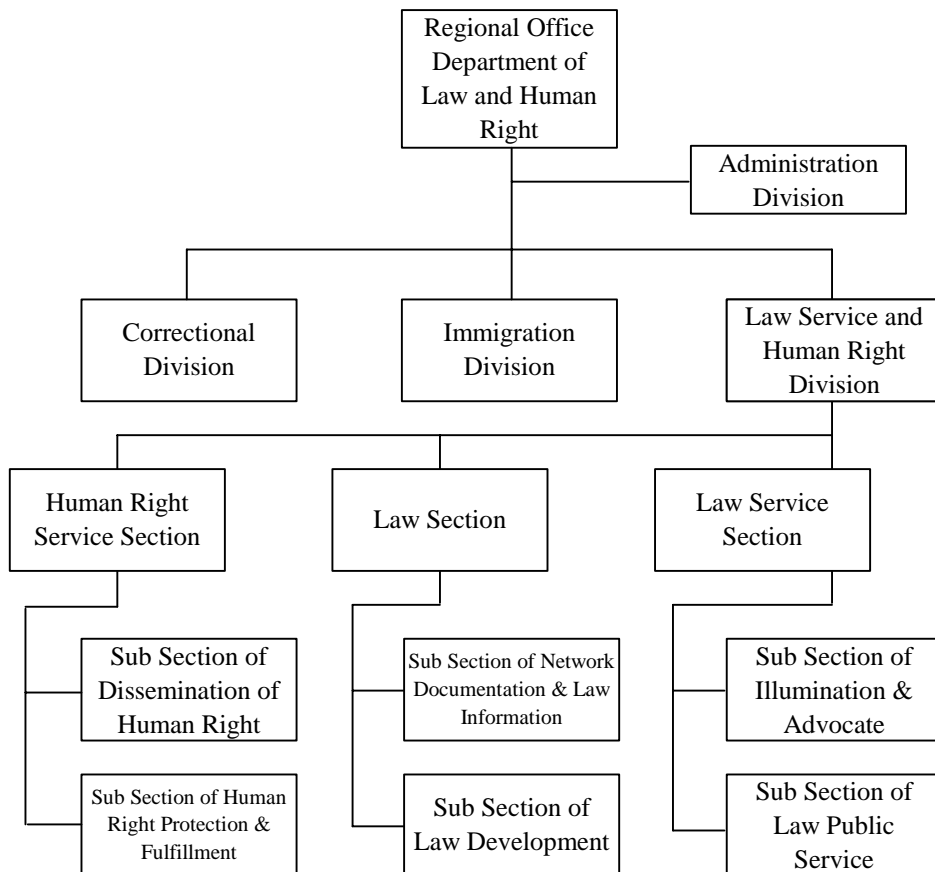 Regional Office
Department of
Law and Human
Right
Administration
Division
Correctional
Division
Immigration
Division
Law Service and
Human Right
Division
Human Right
Service Section
Law Section
Law Service
Section
Sub Section of
Dissemination of
Human Right
Sub Section of Network
Documentation & Law
Information
Sub Section of
Illumination &
Advocate
Sub Section of Human
Right Protection &
Fulfillment
Sub Section of
Law Development
Sub Section of
Law Public
Service